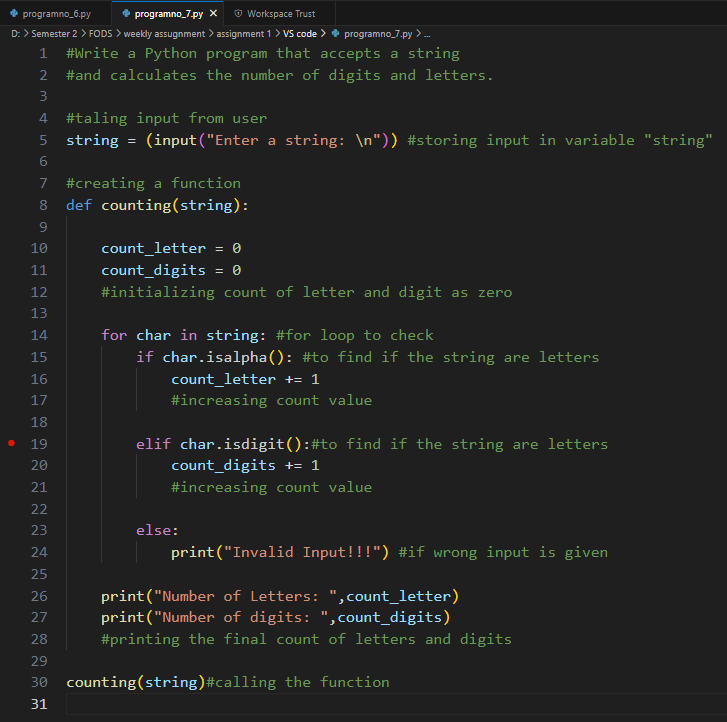 programno_6.py programno_7.py Workspace Trust
D: > Semester 2 > FODS > weekly assugnment > assignment 1 > VS code > programno_7.py > ...
1 #Write a Python program that accepts a string
2 #and calculates the number of digits and letters.
3
4 #taling input from user
5 string = (input("Enter a string: \n")) #storing input in variable "string"
6
7 #creating a function
8 def counting(string):
9
10     count_letter = 0
11     count_digits = 0
12     #initializing count of letter and digit as zero
13
14     for char in string: #for loop to check
15         if char.isalpha(): #to find if the string are letters
16             count_letter += 1
17             #increasing count value
18
19         elif char.isdigit():#to find if the string are letters
20             count_digits += 1
21             #increasing count value
22
23         else:
24             print("Invalid Input!!!") #if wrong input is given
25
26     print("Number of Letters: ",count_letter)
27     print("Number of digits: ",count_digits)
28     #printing the final count of letters and digits
29
30 counting(string)#calling the function
31